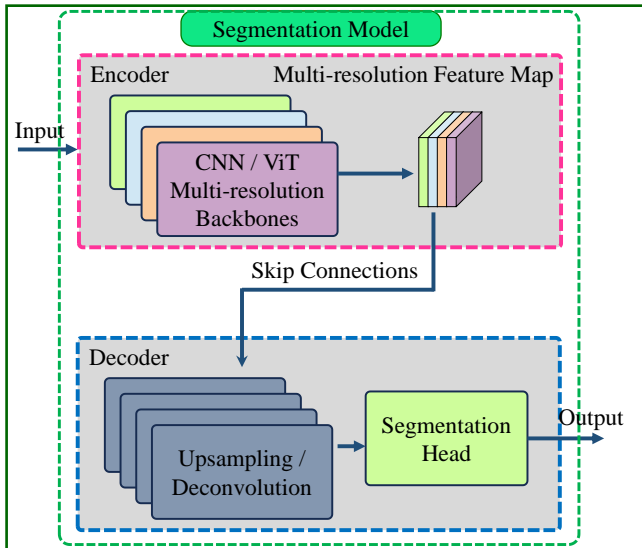 Segmentation Model
Encoder
Multi-resolution Feature Map
Input
CNN / ViT
Multi-resolution
Backbones
Skip Connections
Decoder
Upsampling /
Deconvolution
Segmentation
Head
Output